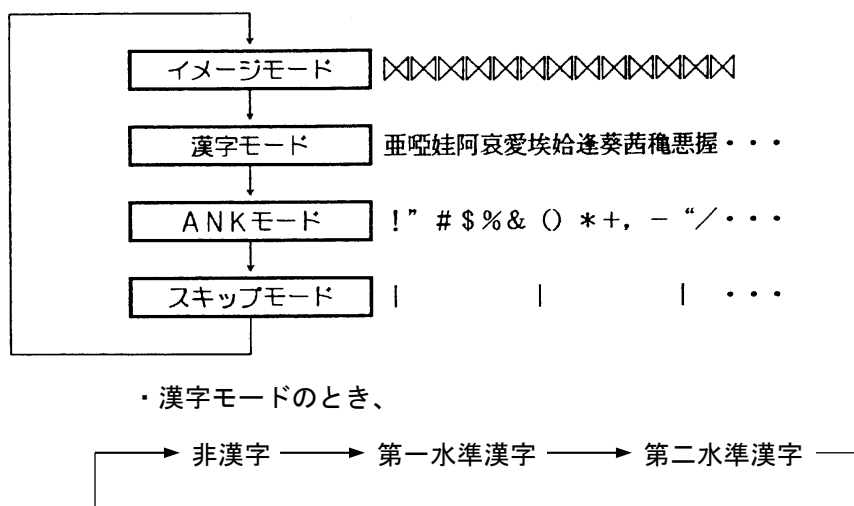 イメージモード
漢字モード 亜唖娃阿哀愛挨姶逢葵茜穐悪握・・・
ANKモード !” #$%& () *+, − “/・・・
スキップモード | | | ・・・
・漢字モードのとき、
非漢字 第一水準漢字 第二水準漢字